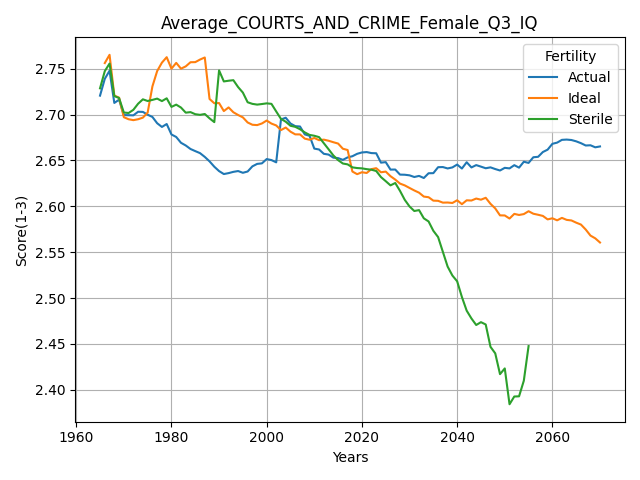 Average_COURTS_AND_CRIME_Female_Q3_IQ
Fertility
Actual
Ideal
Sterile
Score(1-3)
2.75
2.70
2.65
2.60
2.55
2.50
2.45
2.40
1960 1980 2000 2020 2040 2060
Years